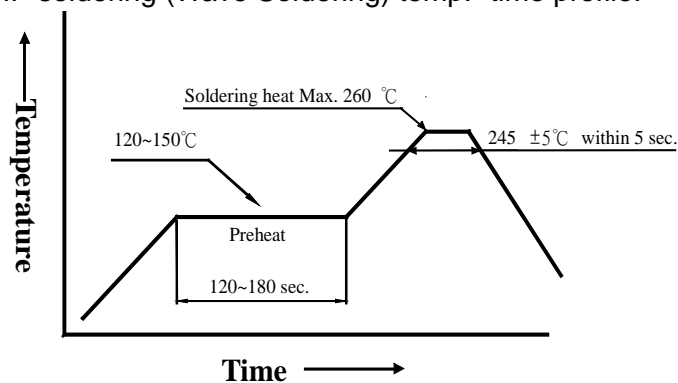 soldering (Wave Soldering) temp.- time profile.
Temperature
Soldering heat Max. 260 ℃
120~150℃
245 ±5℃ within 5 sec.
Preheat
120~180 sec.
Time